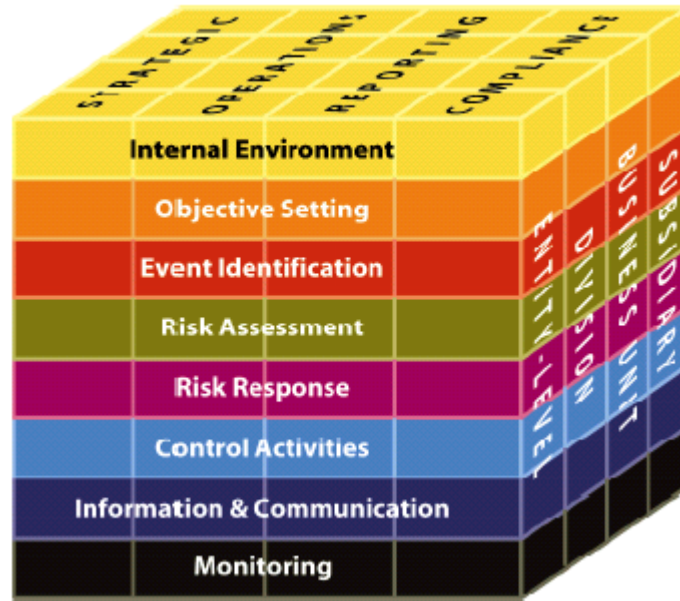 STRATEGIC
OPERATIONS
REPORTING
COMPLIANCE
Internal Environment
Objective Setting
Event Identification
Risk Assessment
Risk Response
Control Activities
Information & Communication
Monitoring
ENTITY-LEVEL
DIVISION
BUSINESS UNIT
SUBSIDIARY